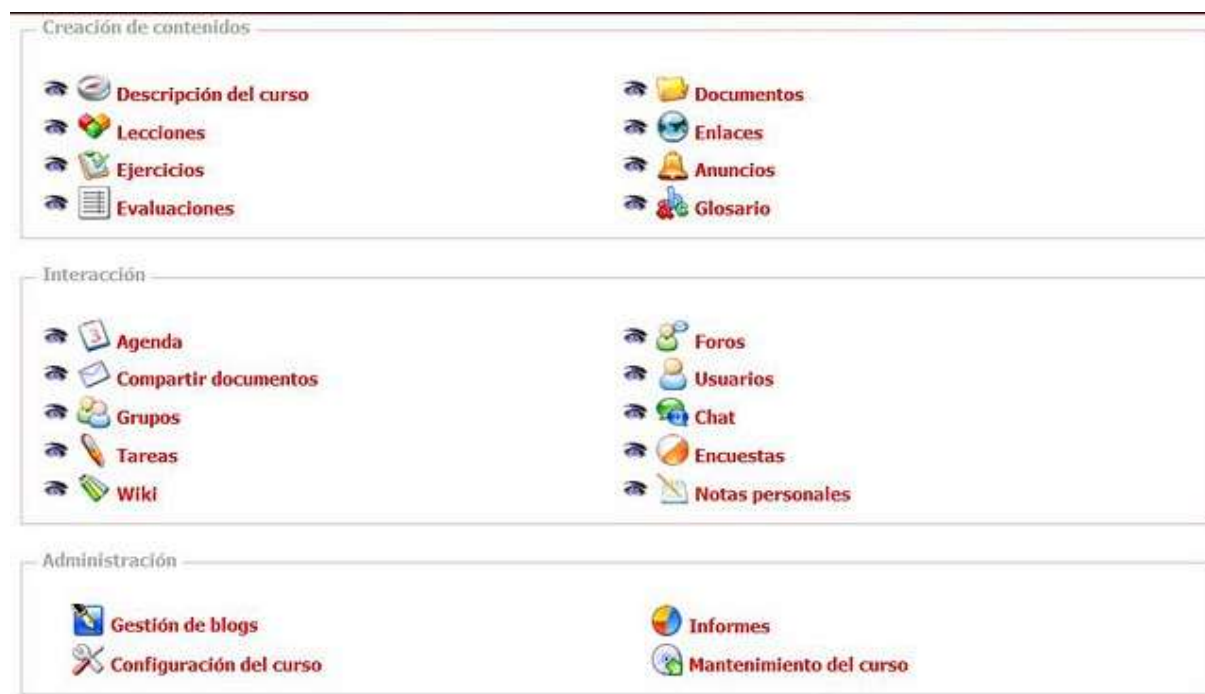 Creación de contenidos
Descripción del curso
Documentos
Lecciones
Enlaces
Ejercicios
Anuncios
Evaluaciones
Glosario
Interacción
3
Agenda
Foros
Compartir documentos
Usuarios
Grupos
Chat
Tareas
Encuestas
Wiki
Notas personales
Administración
Gestión de blogs
Informes
Configuración del curso
Mantenimiento del curso